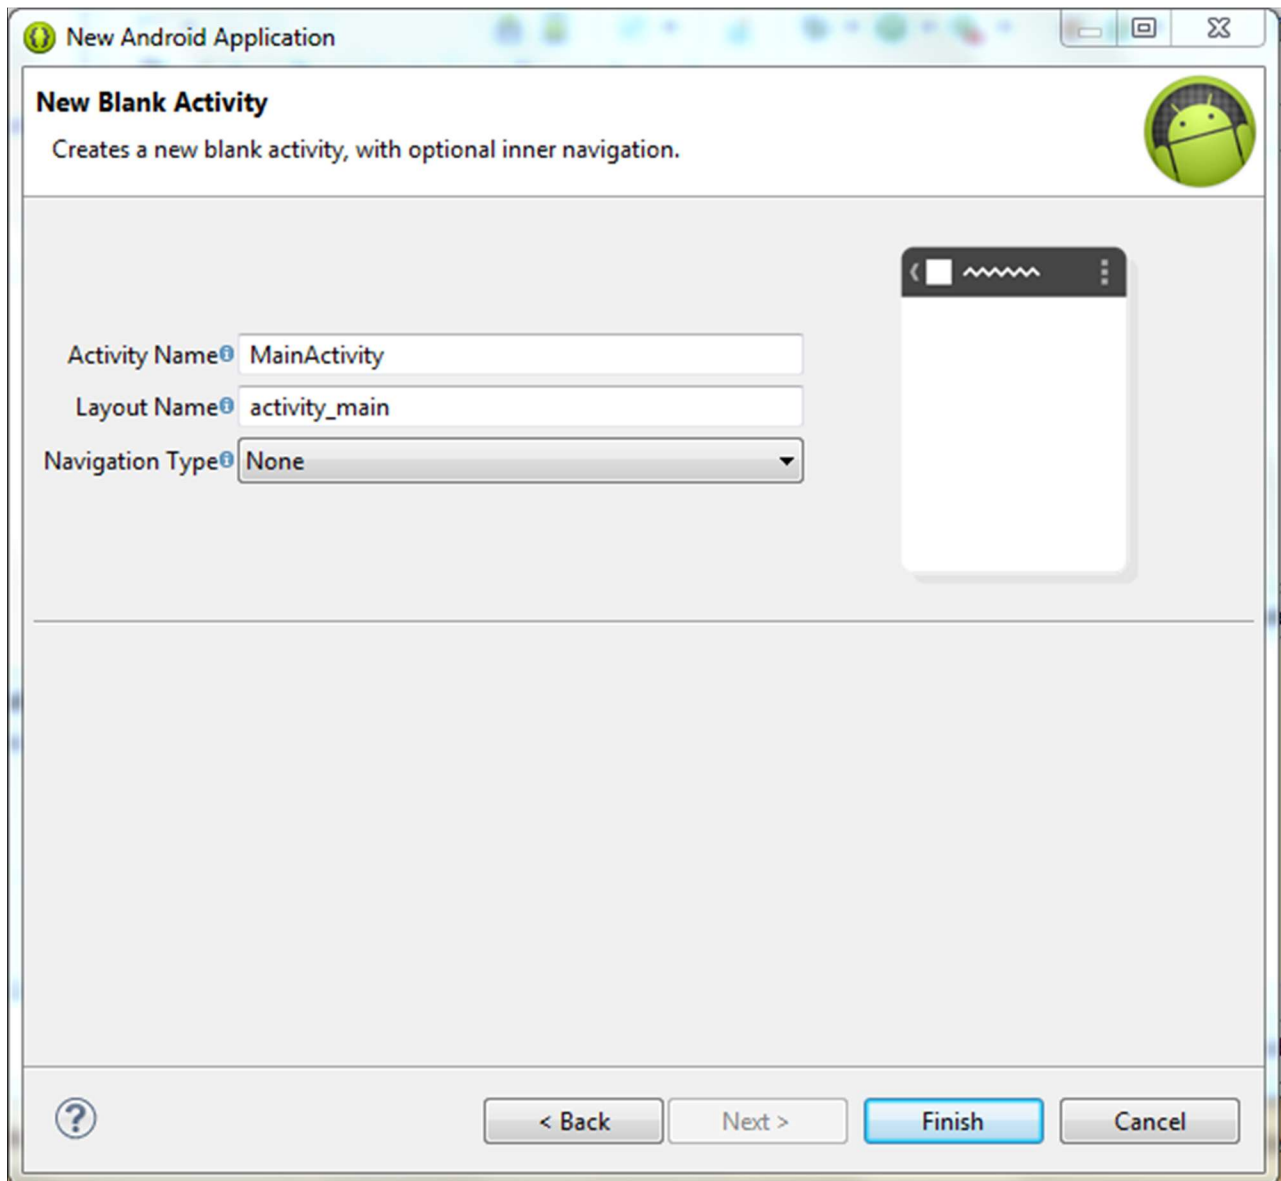 New Android Application
New Blank Activity
Creates a new blank activity, with optional inner navigation.
Activity Name MainActivity
Layout Name activity_main
Navigation Type None
< Back Next > Finish Cancel